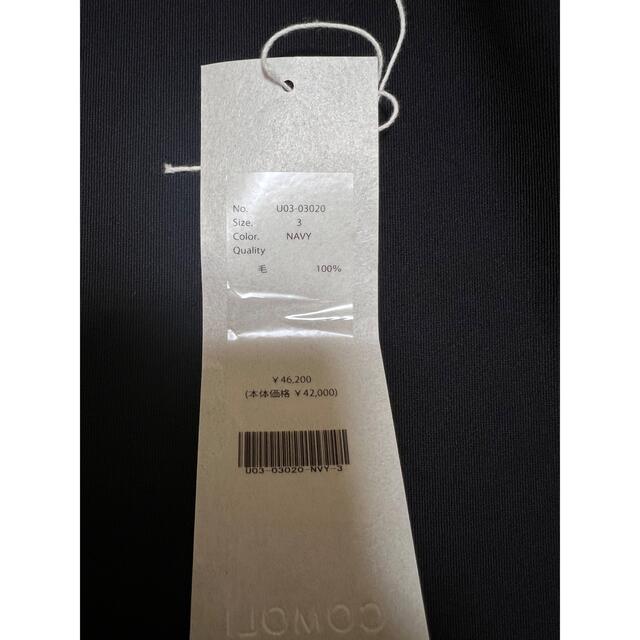 No. U03-03020
Size. 3
Color. NAVY
Quality
毛 100%
¥46,200
(本体価格 ¥42,000)
U03-03020-NVY-3
COMOLI